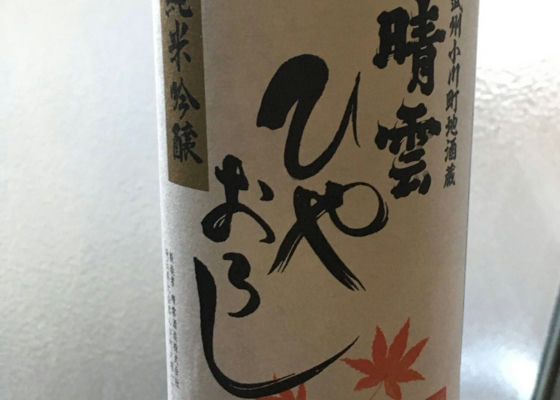 武州小川町地酒蔵
晴雲
ひや
おろし
純米吟醸